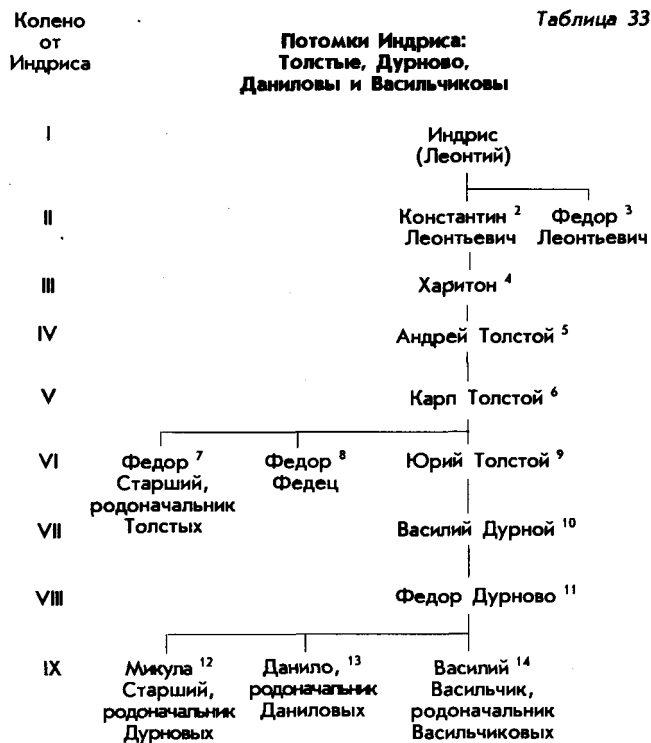 Таблица 33
Колено
от
Индриса
Потомки Индриса:
Толстые, Дурново,
Даниловы и Васильчиковы
I
Индрис
(Леонтий)
II
Константин 2
Леонтьевич
Федор 3
Леонтьевич
III
Харитон 4
IV
Андрей Толстой 5
V
Карп Толстой 6
VI
Федор 7
Старший,
родоначальник
Толстых
Федор 8
Федец
Юрий Толстой 9
VII
Василий Дурной 10
VIII
Федор Дурново 11
IX
Микула 12
Старший,
родоначальник
Дурновых
Данило, 13
родоначальник
Даниловых
Василий 14
Васильчик,
родоначальник
Васильчиковых